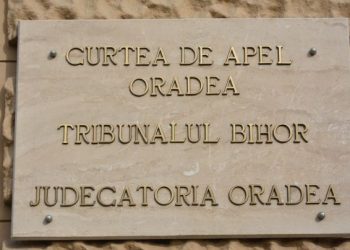 CURTEA DE APEL
ORADEA
TRIBUNALUL BIHOR
JUDECATORIA ORADEA